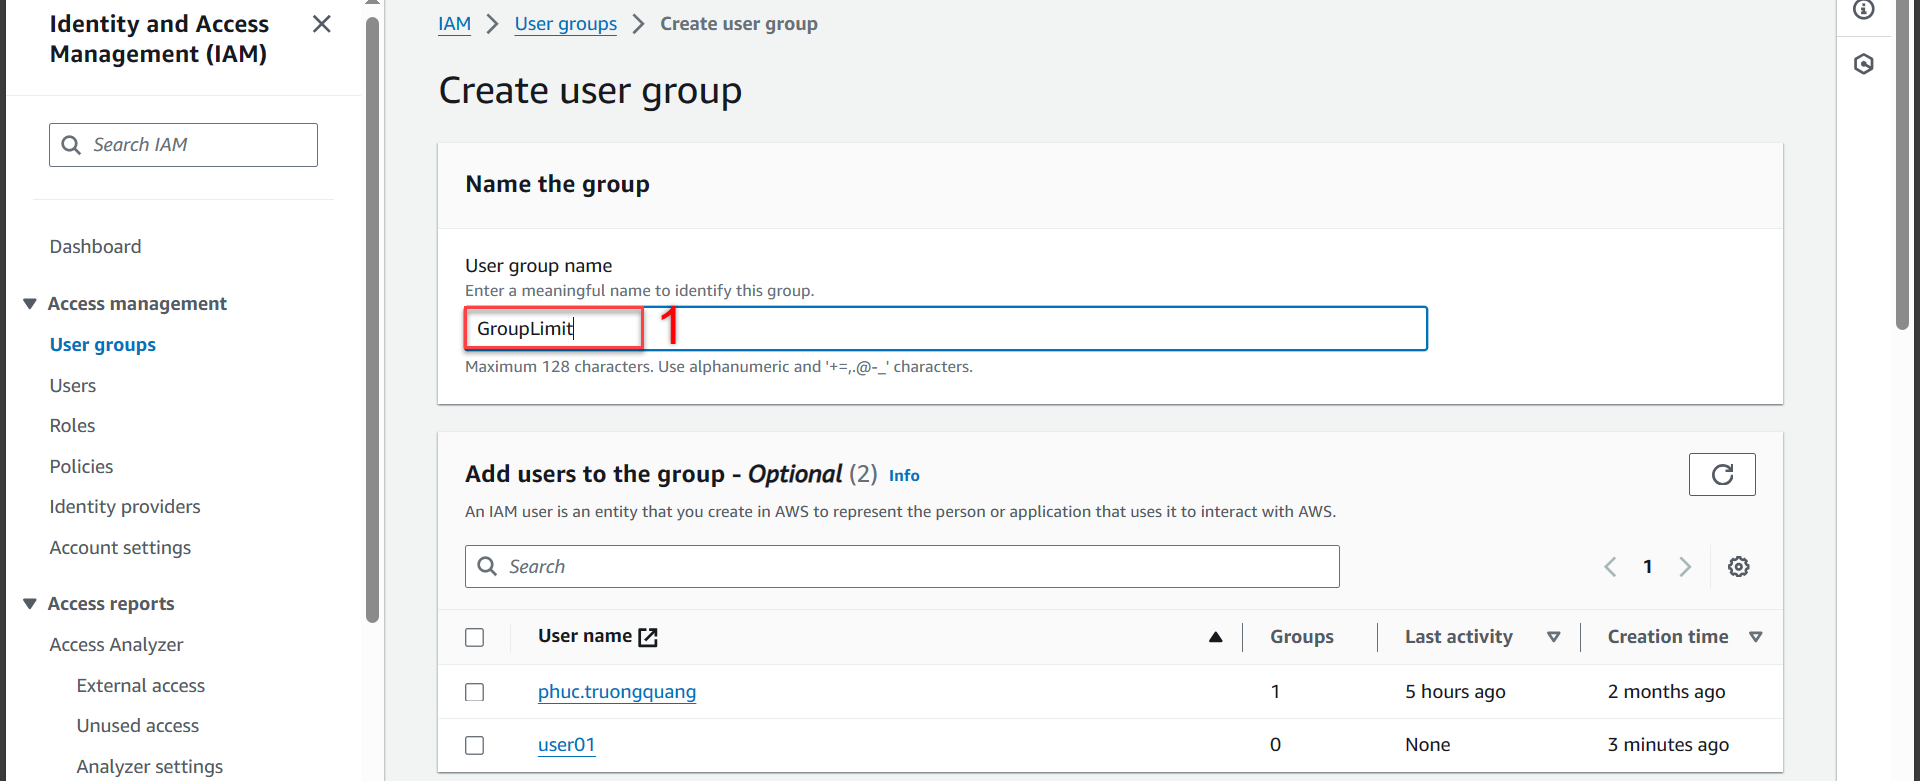 Identity and Access
Management (IAM)
Search IAM
Dashboard
Access management
User groups
Users
Roles
Policies
Identity providers
Account settings
Access reports
Access Analyzer
External access
Unused access
Analyzer settings
IAM > User groups > Create user group
Create user group
Name the group
User group name
Enter a meaningful name to identify this group.
GroupLimit 1
Maximum 128 characters. Use alphanumeric and '+=,.@-_' characters.
Add users to the group - Optional (2) Info
An IAM user is an entity that you create in AWS to represent the person or application that uses it to interact with AWS.
Search 1
User name Groups Last activity Creation time
phuc.truongquang 1 5 hours ago 2 months ago
user01 0 None 3 minutes ago